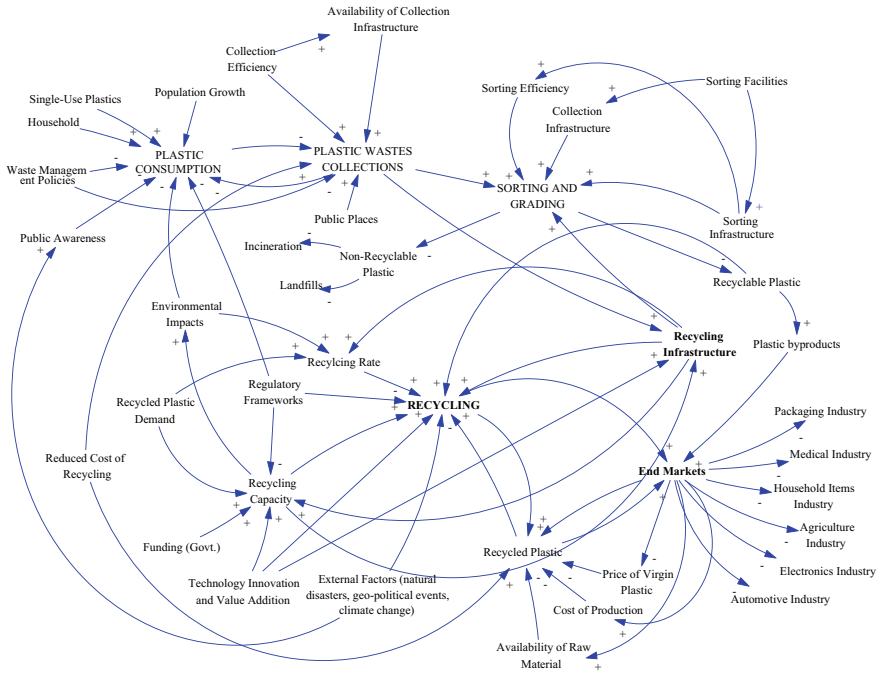 Availability of Collection
Infrastructure
Collection
Efficiency
Single-Use Plastics
Population Growth
Household
PLASTIC
CONSUMPTION
PLASTIC WASTES
COLLECTIONS
Sorting Efficiency
Sorting Facilities
Collection
Infrastructure
Waste Managem
ent Policies
SORTING AND
GRADING
Public Places
Sorting
Infrastructure
Public Awareness
Incineration
Non-Recyclable
Plastic
Landfills
Recyclable Plastic
Environmental
Impacts
Recylcing Rate
Recycling
Infrastructure
Plastic byproducts
Recycled Plastic
Demand
Regulatory
Frameworks
RECYCLING
Packaging Industry
Reduced Cost of
Recycling
Recycling
Capacity
End Markets
Medical Industry
Household Items
Industry
Agriculture
Industry
Funding (Govt.)
Recycled Plastic
Electronics Industry
Technology Innovation
and Value Addition
External Factors (natural
disasters, geo-political events,
climate change)
Price of Virgin
Plastic
Automotive Industry
Cost of Production
Availability of Raw
Material